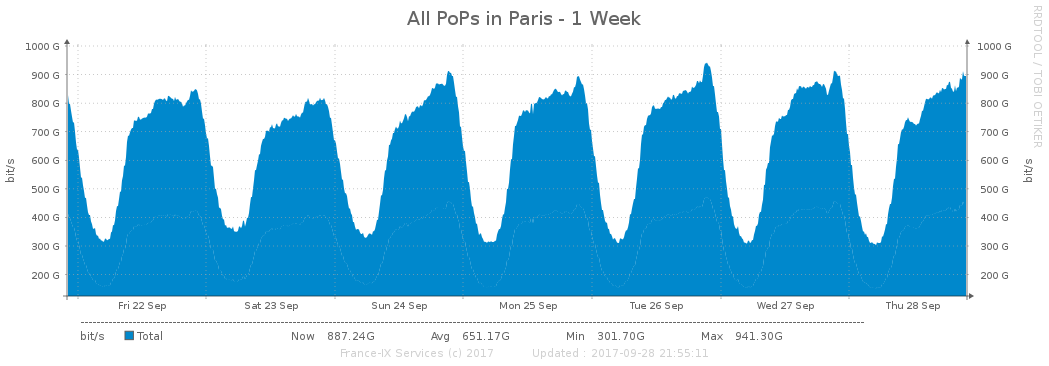 All PoPs in Paris - 1 Week
RRDTOOL / TOBI OETIKER
1000 G 1000 G
900 G 900 G
800 G 800 G
700 G 700 G
600 G 600 G
500 G 500 G
400 G 400 G
300 G 300 G
200 G 200 G
bit/s bit/s
Fri 22 Sep Sat 23 Sep Sun 24 Sep Mon 25 Sep Tue 26 Sep Wed 27 Sep Thu 28 Sep
bit/s Total Now 887.24G Avg 651.17G Min 301.70G Max 941.30G
France-IX Services (c) 2017 Updated : 2017-09-28 21:55:11